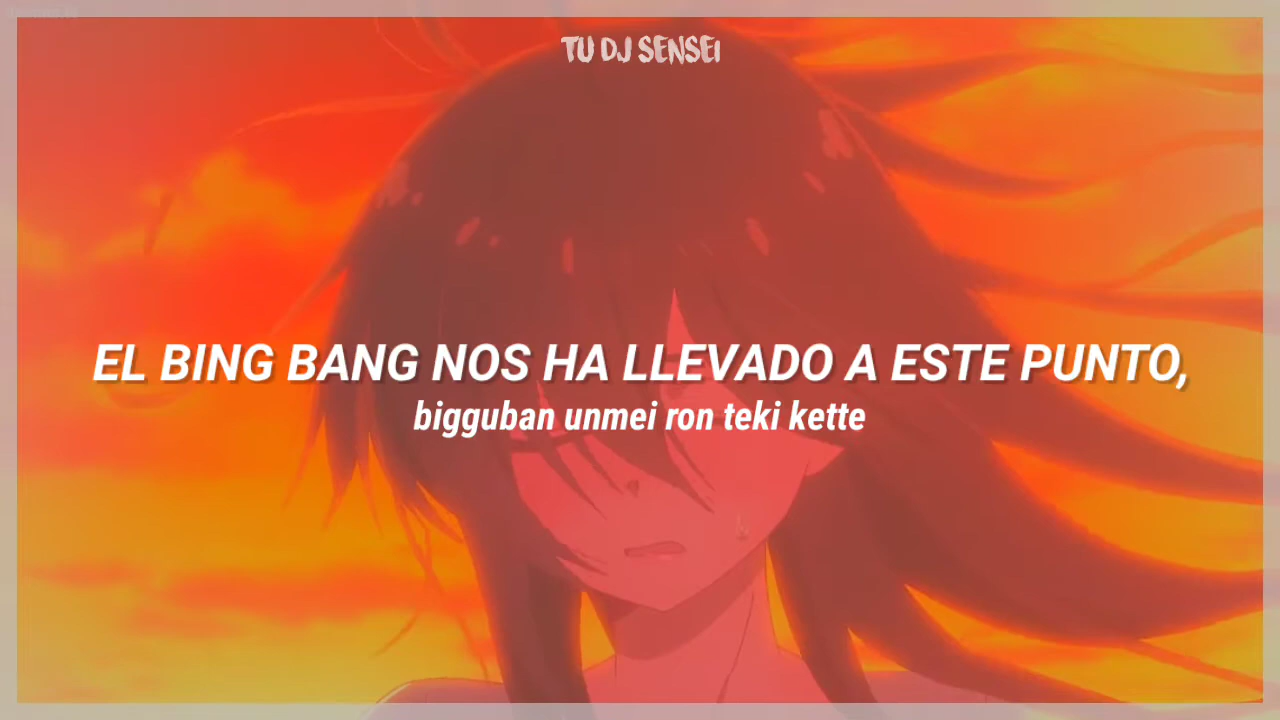 TU DJ SENSEI
EL BING BANG NOS HA LLEVADO A ESTE PUNTO,
bigguban unmei ron teki kette